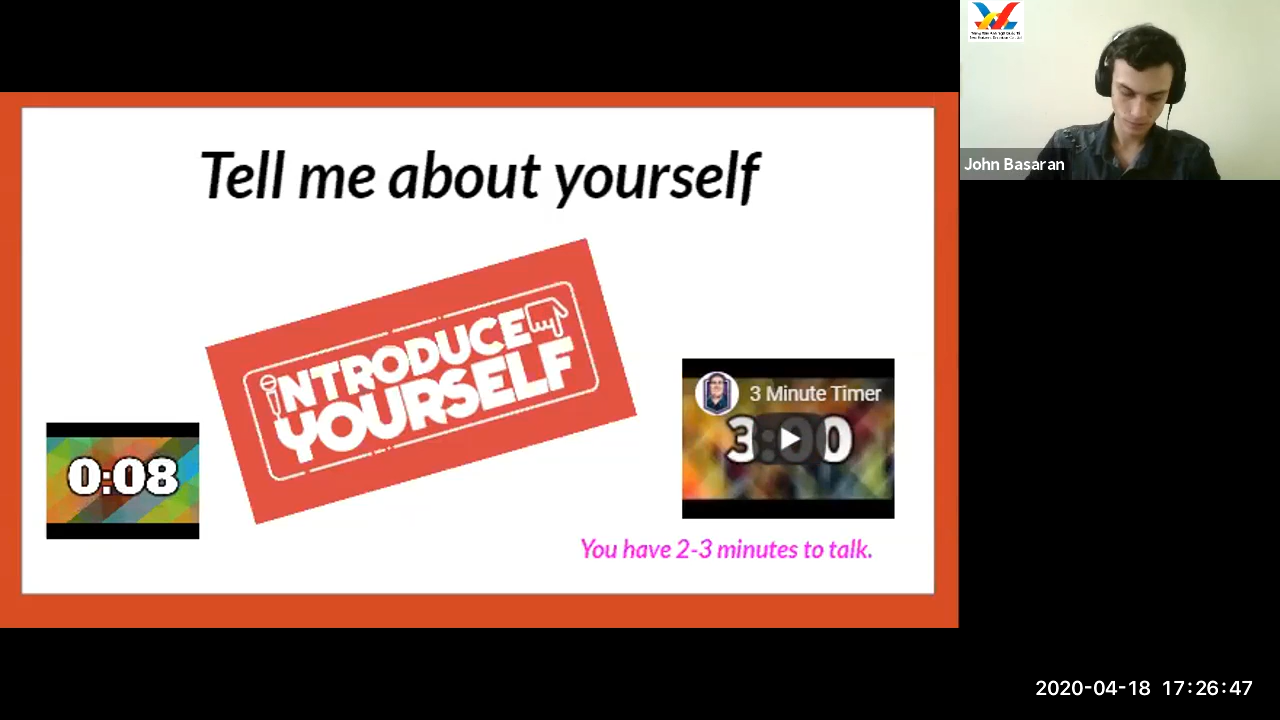 Tell me about yourself
INTRODUCE
YOURSELF
3 Minute Timer
3:00
0:08
You have 2-3 minutes to talk.
John Basaran
2020-04-18 17:26:47